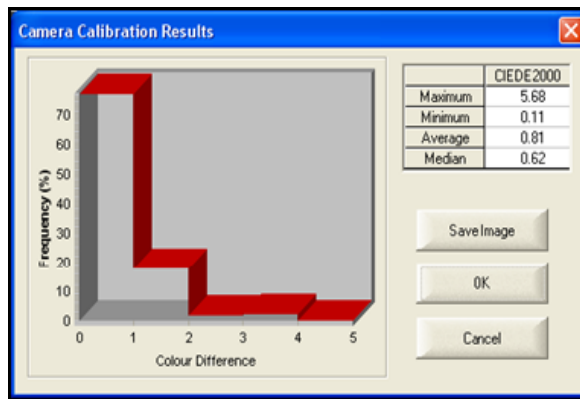 Camera Calibration Results
Frequency (%)
70
60
50
40
30
20
10
0
0 1 2 3 4 5
Colour Difference
CIEDE2000
Maximum 5.68
Minimum 0.11
Average 0.81
Median 0.62
Save Image
OK
Cancel